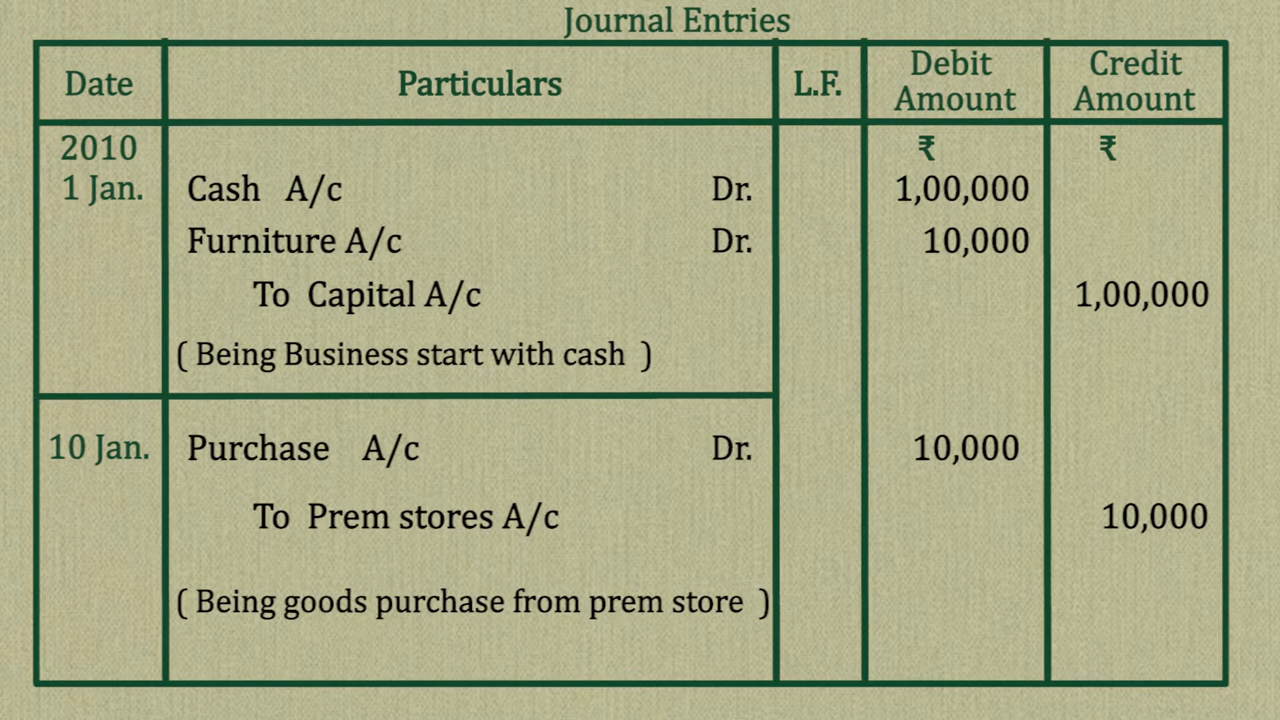 Journal Entries
Date Particulars L.F. Debit Amount Credit Amount
2010 ₹ ₹
1 Jan. Cash A/c Dr. 1,00,000
Furniture A/c Dr. 10,000
To Capital A/c 1,00,000
( Being Business start with cash )
10 Jan. Purchase A/c Dr. 10,000
To Prem stores A/c 10,000
( Being goods purchase from prem store )